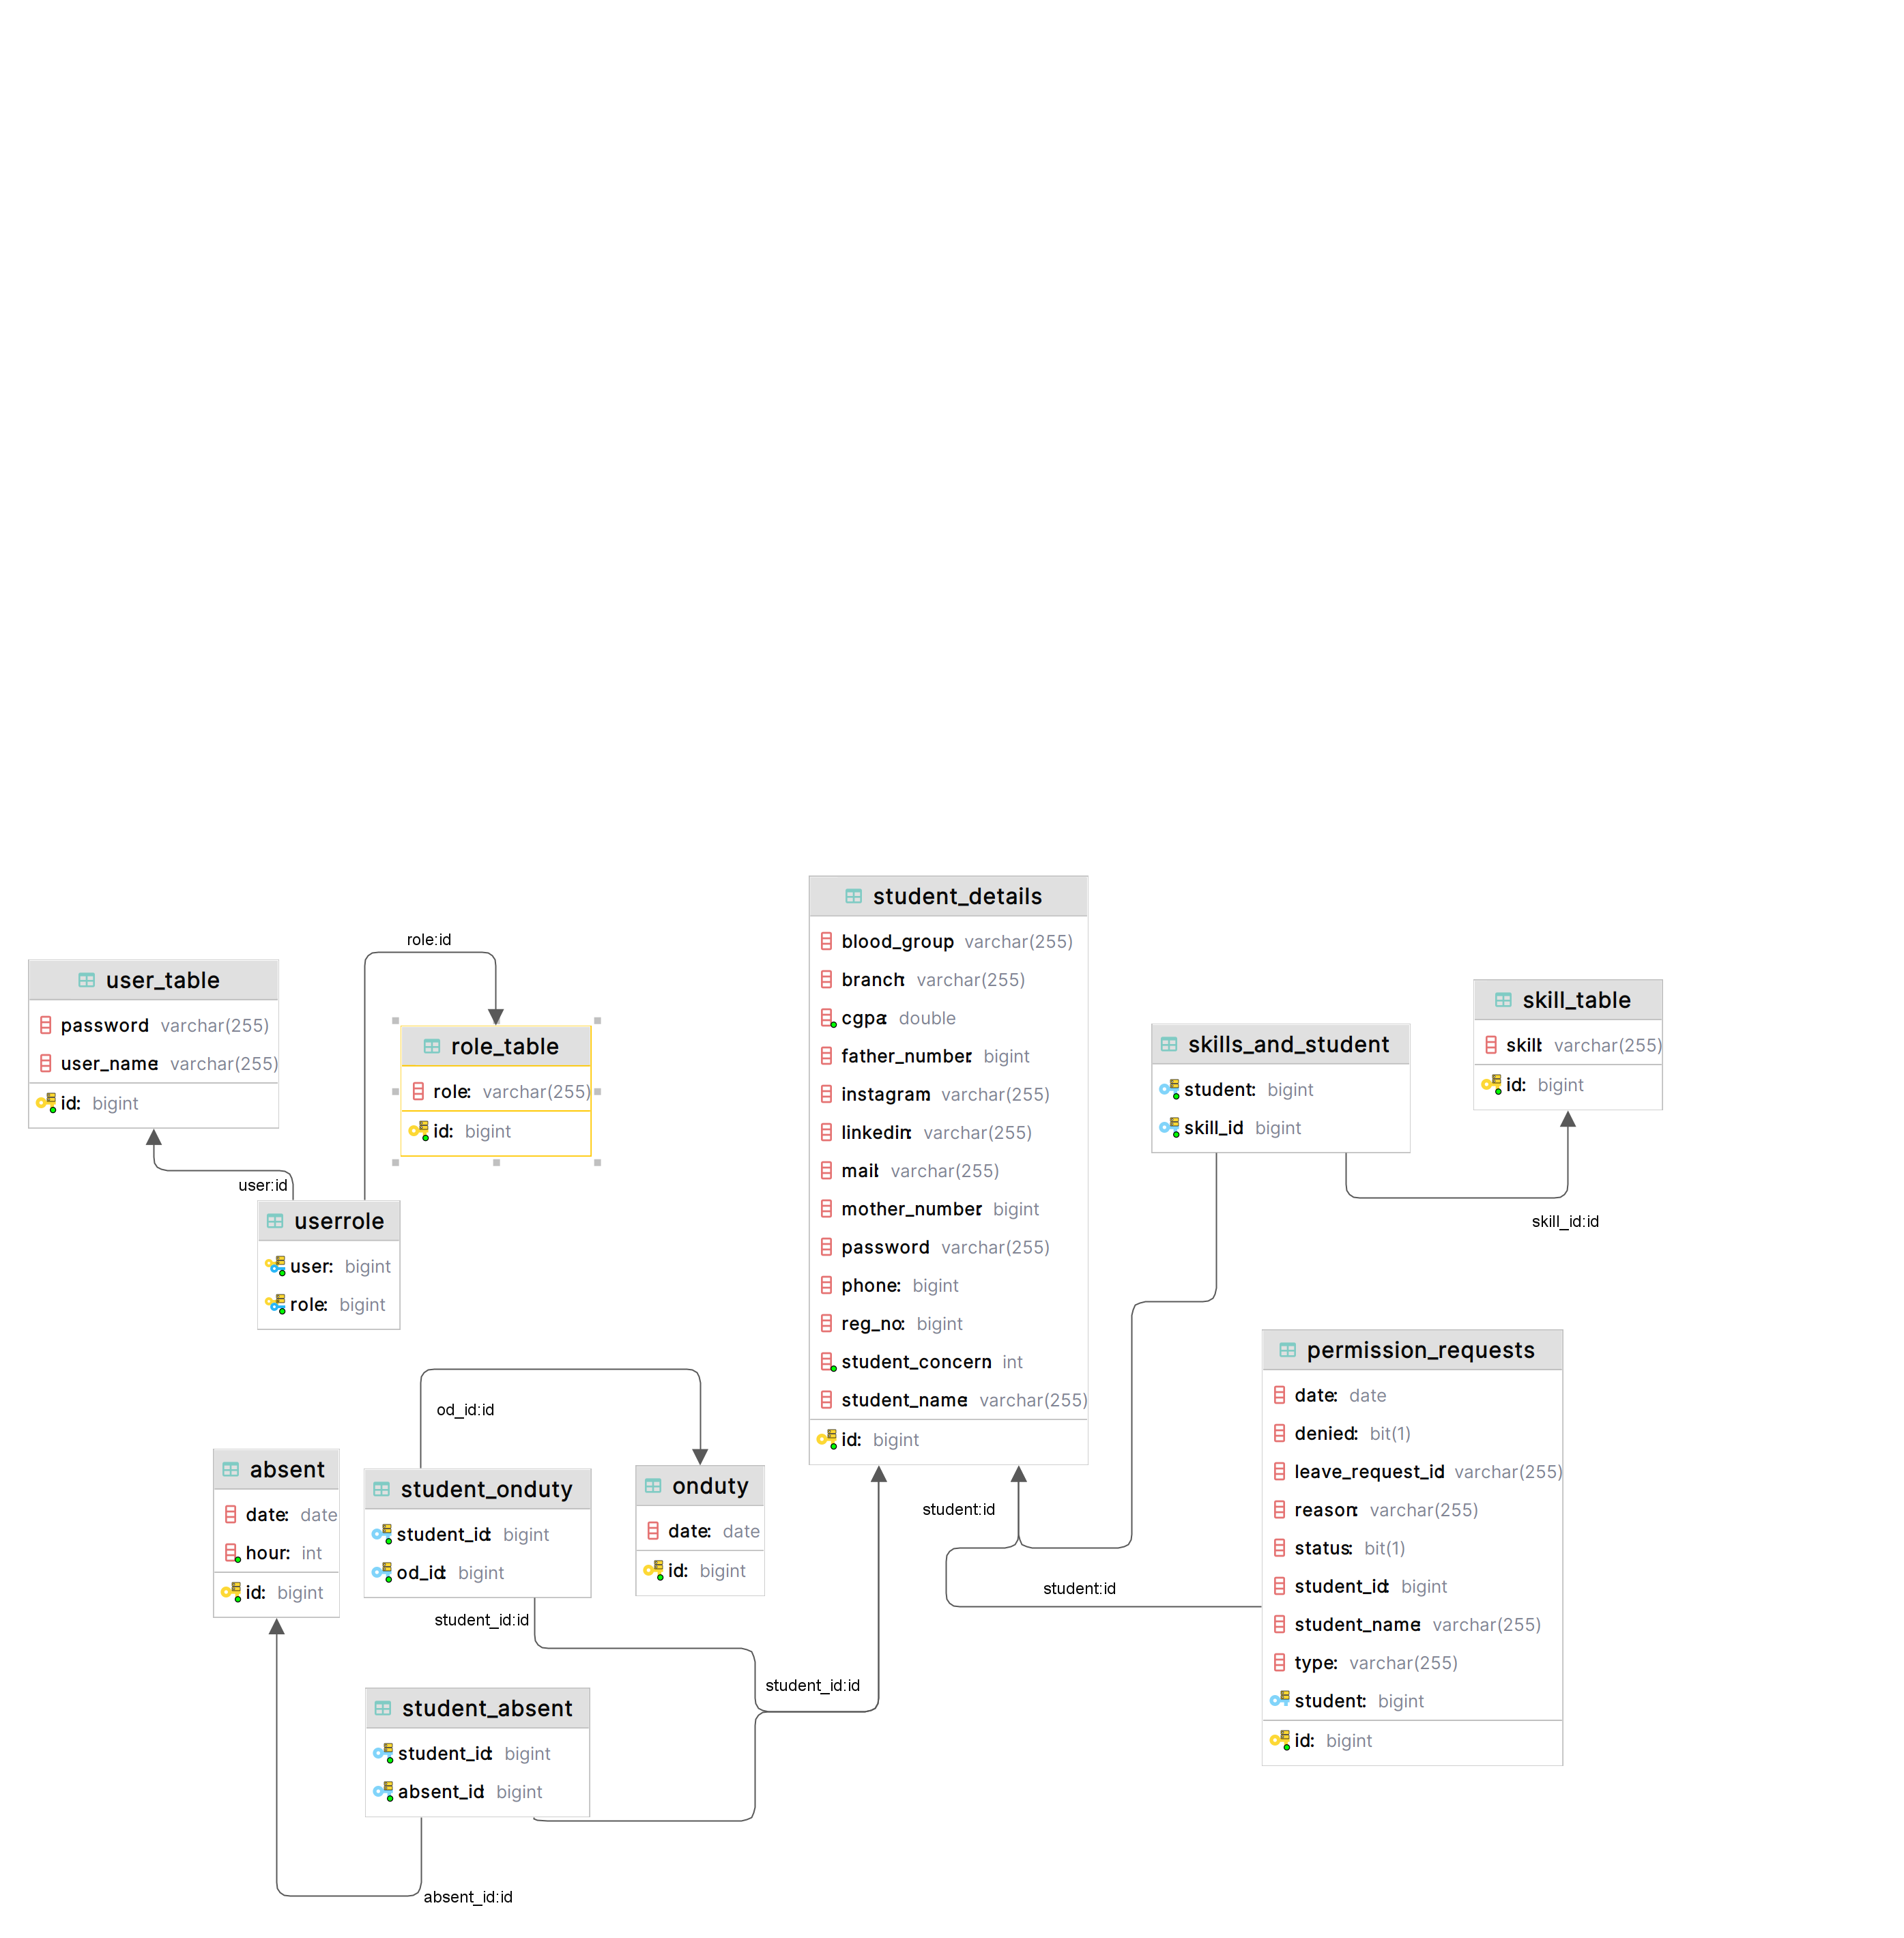 student_details
blood_group varchar(255)
branch: varchar(255)
cgpa: double
father_number: bigint
instagram: varchar(255)
linkedin: varchar(255)
mail: varchar(255)
mother_number: bigint
password varchar(255)
phone: bigint
reg_no: bigint
student_concern: int
student_name: varchar(255)
id: bigint
role:id
user_table
password varchar(255)
user_name: varchar(255)
id: bigint
role_table
role: varchar(255)
id: bigint
user:id
userrole
user: bigint
role: bigint
skills_and_student
student: bigint
skill_id bigint
skill_table
skill: varchar(255)
id: bigint
skill_id:id
permission_requests
date: date
denied: bit(1)
leave_request_id varchar(255)
reason: varchar(255)
status: bit(1)
student_id: bigint
student_name: varchar(255)
type: varchar(255)
student: bigint
id: bigint
od_id:id
absent
date: date
hour: int
id: bigint
student_onduty
student_id: bigint
od_id: bigint
onduty
date: date
id: bigint
student:id
student:id
student_id:id
student_id:id
student_absent
student_id: bigint
absent_id: bigint
absent_id:id